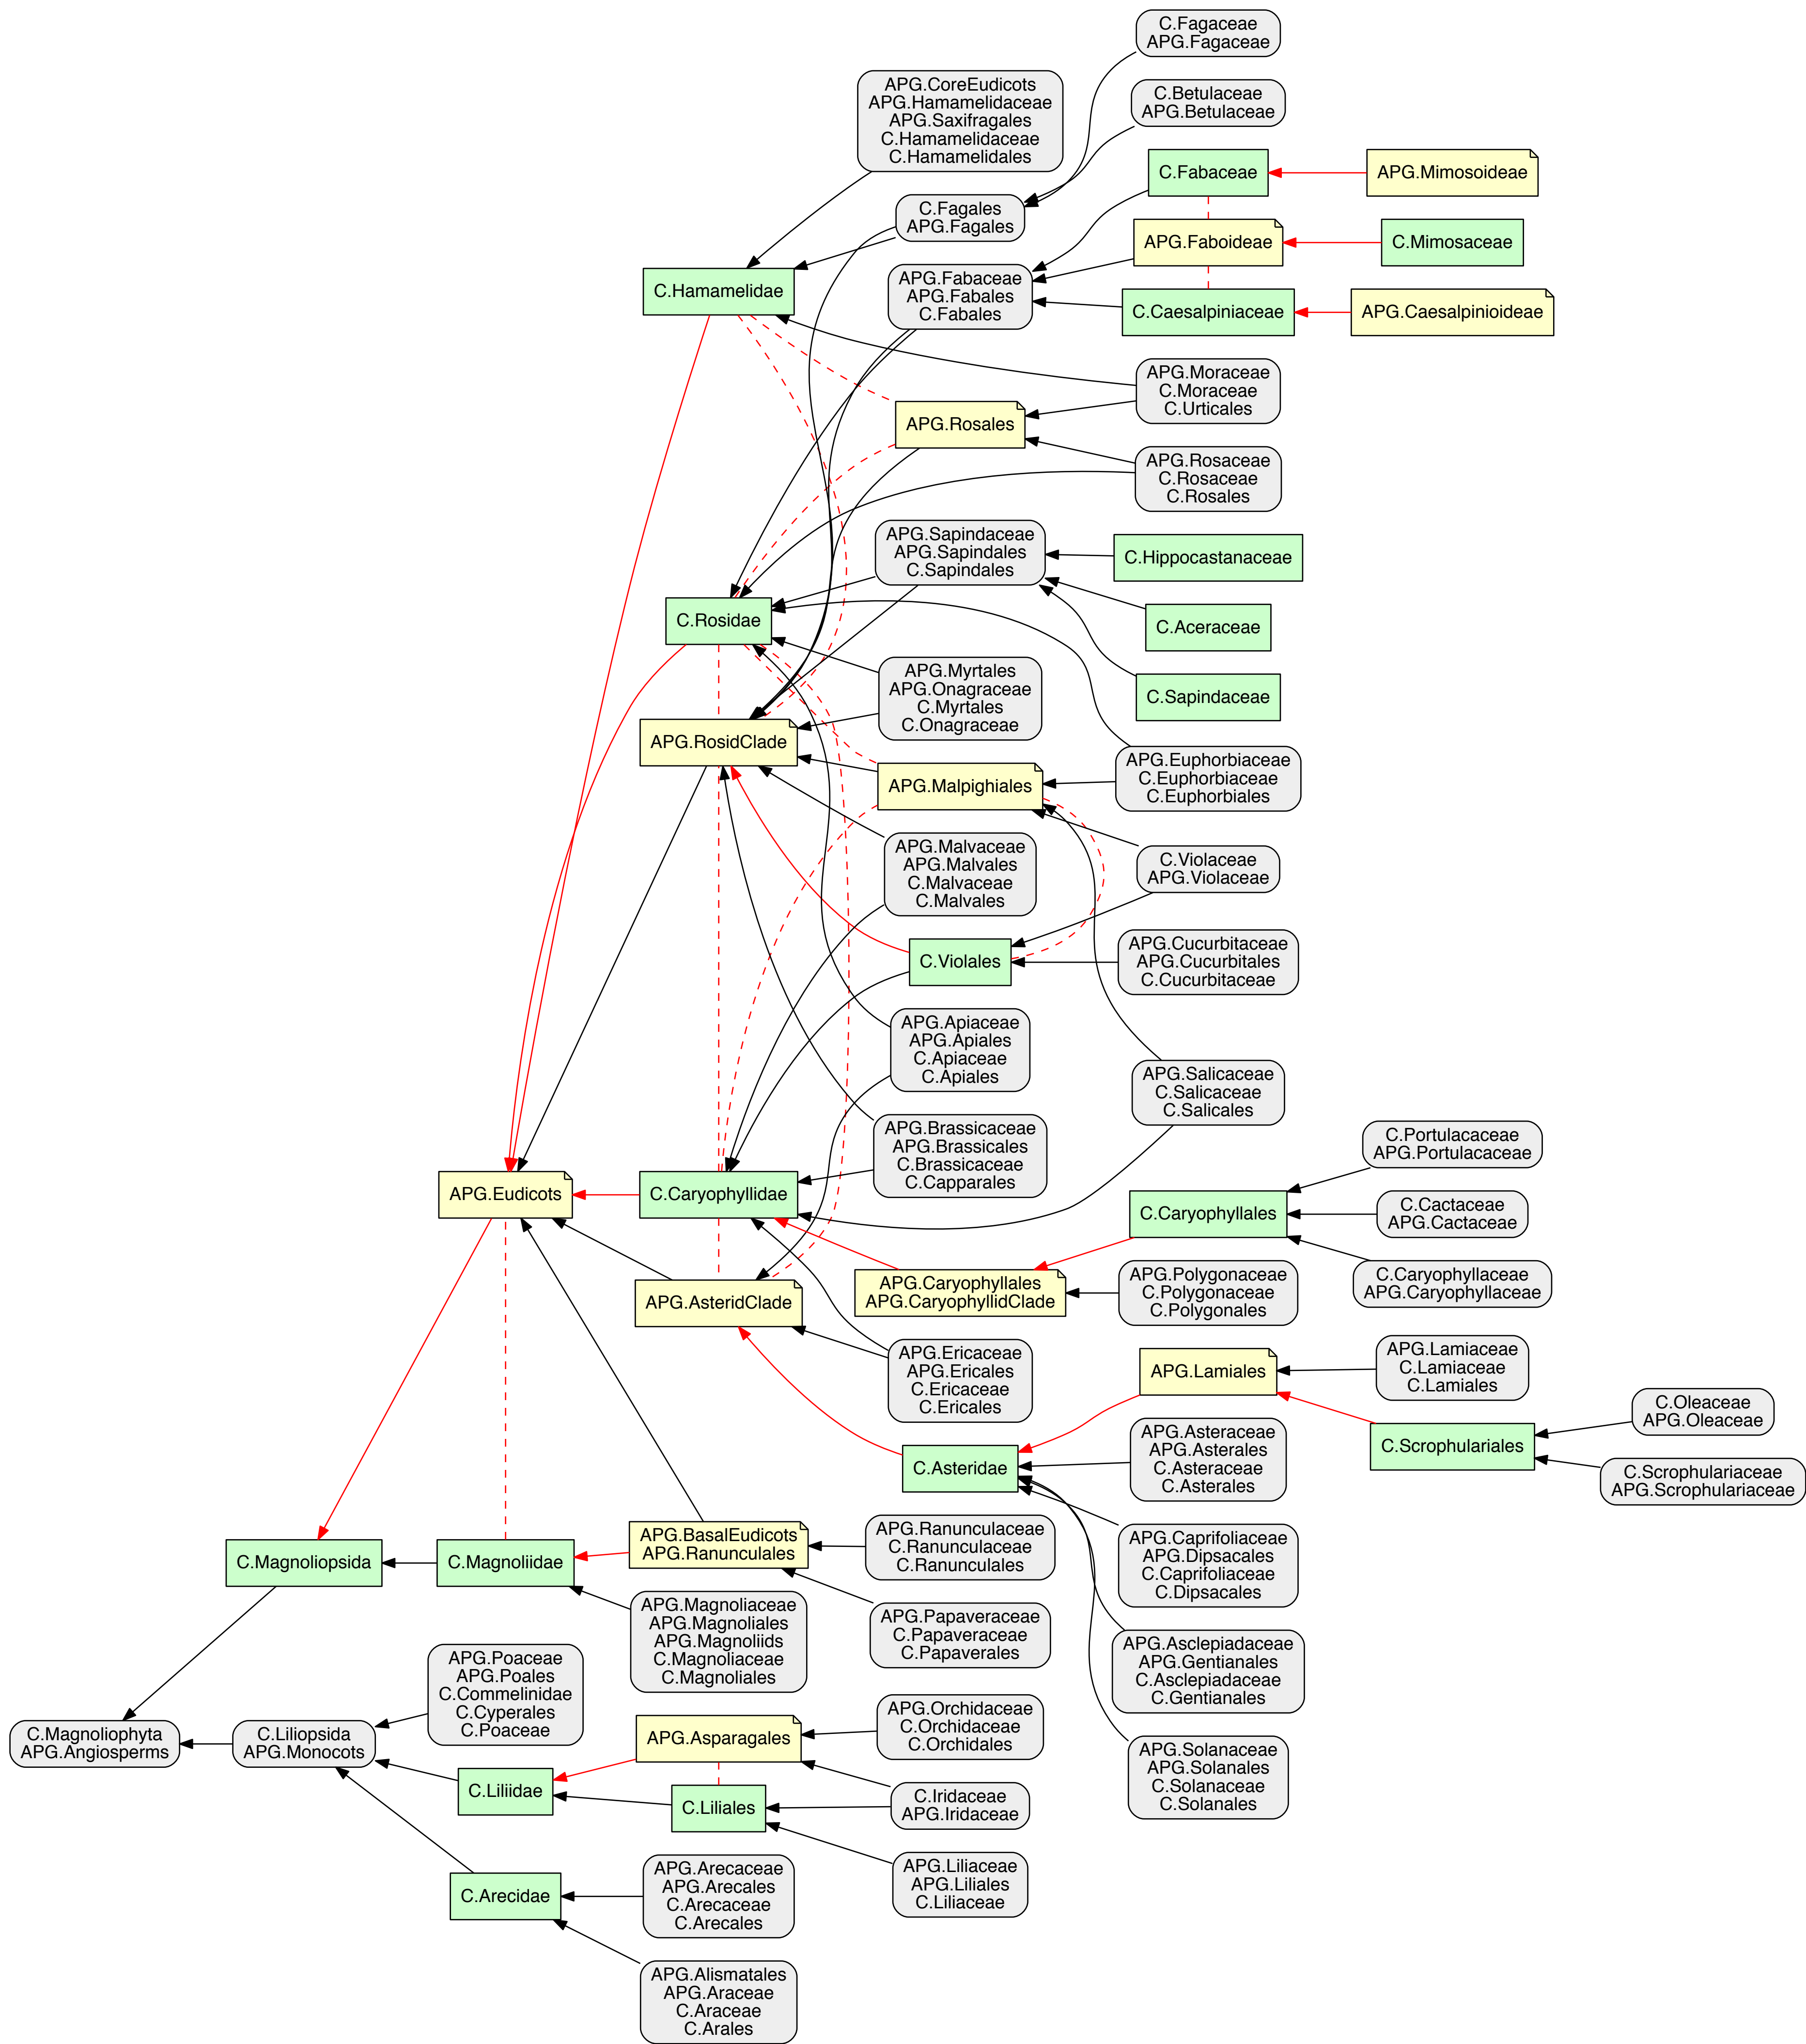 C.Fagaceae
APG.Fagaceae
APG.CoreEudicots
APG.Hamamelidaceae
APG.Saxifragales
C.Hamamelidaceae
C.Hamamelidales
C.Betulaceae
APG.Betulaceae
C.Fabaceae
APG.Mimosoideae
C.Fagales
APG.Fagales
APG.Faboideae
C.Mimosaceae
C.Hamamelidae
APG.Fabaceae
APG.Fabales
C.Fabales
C.Caesalpiniaceae
APG.Caesalpinioideae
APG.Moraceae
C.Moraceae
C.Urticales
APG.Rosales
APG.Rosaceae
C.Rosaceae
C.Rosales
APG.Sapindaceae
APG.Sapindales
C.Sapindales
C.Hippocastanaceae
C.Rosidae
C.Aceraceae
APG.Myrtales
APG.Onagraceae
C.Myrtales
C.Onagraceae
C.Sapindaceae
APG.RosidClade
APG.Malpighiales
APG.Euphorbiaceae
C.Euphorbiaceae
C.Euphorbiales
APG.Malvaceae
APG.Malvales
C.Malvaceae
C.Malvales
C.Violaceae
APG.Violaceae
C.Violales
APG.Cucurbitaceae
APG.Cucurbitales
C.Cucurbitaceae
APG.Apiaceae
APG.Apiales
C.Apiaceae
C.Apiales
APG.Salicaceae
C.Salicaceae
C.Salicales
APG.Brassicaceae
APG.Brassicales
C.Brassicaceae
C.Capparales
C.Portulacaceae
APG.Portulacaceae
APG.Eudicots
C.Caryophyllidae
C.Caryophyllales
C.Cactaceae
APG.Cactaceae
APG.AsteridClade
APG.Caryophyllales
APG.CaryophyllidClade
APG.Polygonaceae
C.Polygonaceae
C.Polygonales
C.Caryophyllaceae
APG.Caryophyllaceae
APG.Ericaceae
APG.Ericales
C.Ericaceae
C.Ericales
APG.Lamiales
APG.Lamiaceae
C.Lamiaceae
C.Lamiales
C.Oleaceae
APG.Oleaceae
C.Asteridae
APG.Asteraceae
APG.Asterales
C.Asteraceae
C.Asterales
C.Scrophulariales
C.Scrophulariaceae
APG.Scrophulariaceae
C.Magnoliopsida
C.Magnoliidae
APG.BasalEudicots
APG.Ranunculales
APG.Ranunculaceae
C.Ranunculaceae
C.Ranunculales
APG.Caprifoliaceae
APG.Dipsacales
C.Caprifoliaceae
C.Dipsacales
APG.Magnoliaceae
APG.Magnoliales
APG.Magnoliids
C.Magnoliaceae
C.Magnoliales
APG.Papaveraceae
C.Papaveraceae
C.Papaverales
APG.Asclepiadaceae
APG.Gentianales
C.Asclepiadaceae
C.Gentianales
APG.Poaceae
APG.Poales
C.Commelinidae
C.Cyperales
C.Poaceae
C.Magnoliophyta
APG.Angiosperms
C.Liliopsida
APG.Monocots
APG.Asparagales
APG.Orchidaceae
C.Orchidaceae
C.Orchidales
C.Liliidae
C.Liliales
C.Iridaceae
APG.Iridaceae
APG.Solanaceae
APG.Solanales
C.Solanaceae
C.Solanales
C.Arecidae
APG.Arecaceae
APG.Arecales
C.Arecaceae
C.Arecales
APG.Liliaceae
APG.Liliales
C.Liliaceae
APG.Alismatales
APG.Araceae
C.Araceae
C.Arales